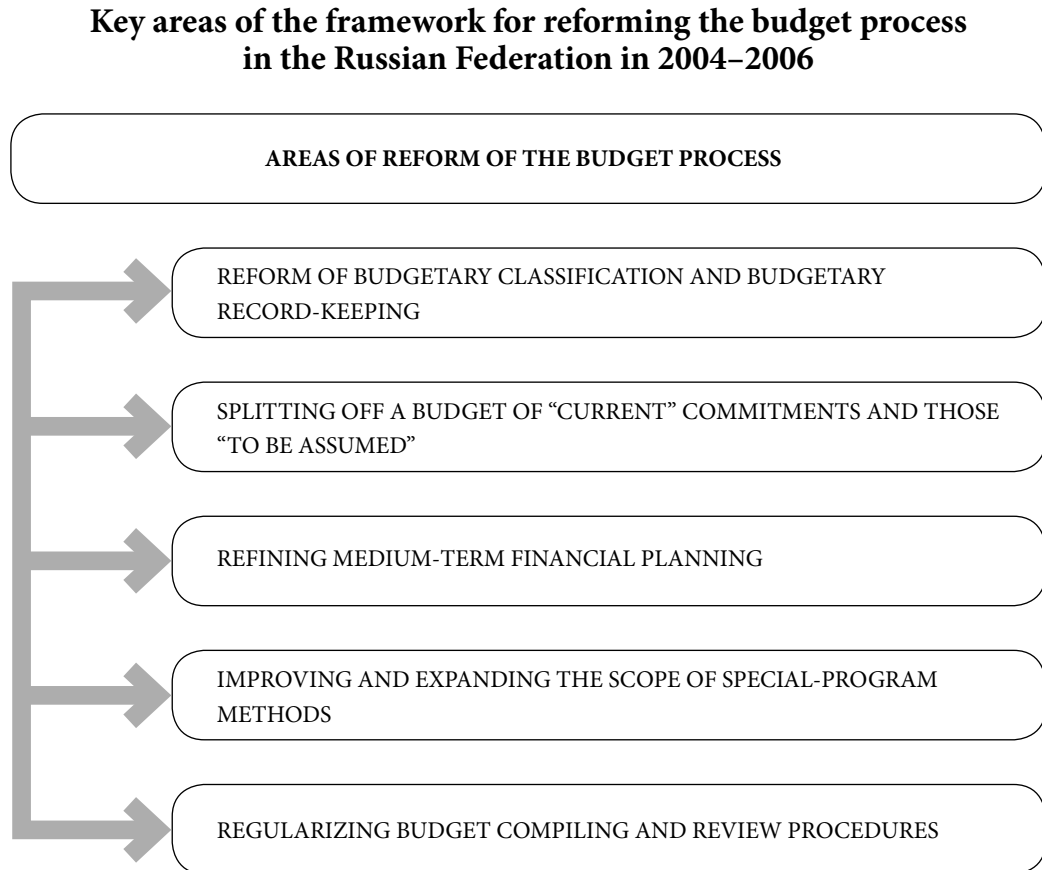 Key areas of the framework for reforming the budget process
in the Russian Federation in 2004–2006
AREAS OF REFORM OF THE BUDGET PROCESS
REFORM OF BUDGETARY CLASSIFICATION AND BUDGETARY
RECORD-KEEPING
SPLITTING OFF A BUDGET OF “CURRENT” COMMITMENTS AND THOSE
“TO BE ASSUMED”
REFINING MEDIUM-TERM FINANCIAL PLANNING
IMPROVING AND EXPANDING THE SCOPE OF SPECIAL-PROGRAM
METHODS
REGULARIZING BUDGET COMPILING AND REVIEW PROCEDURES